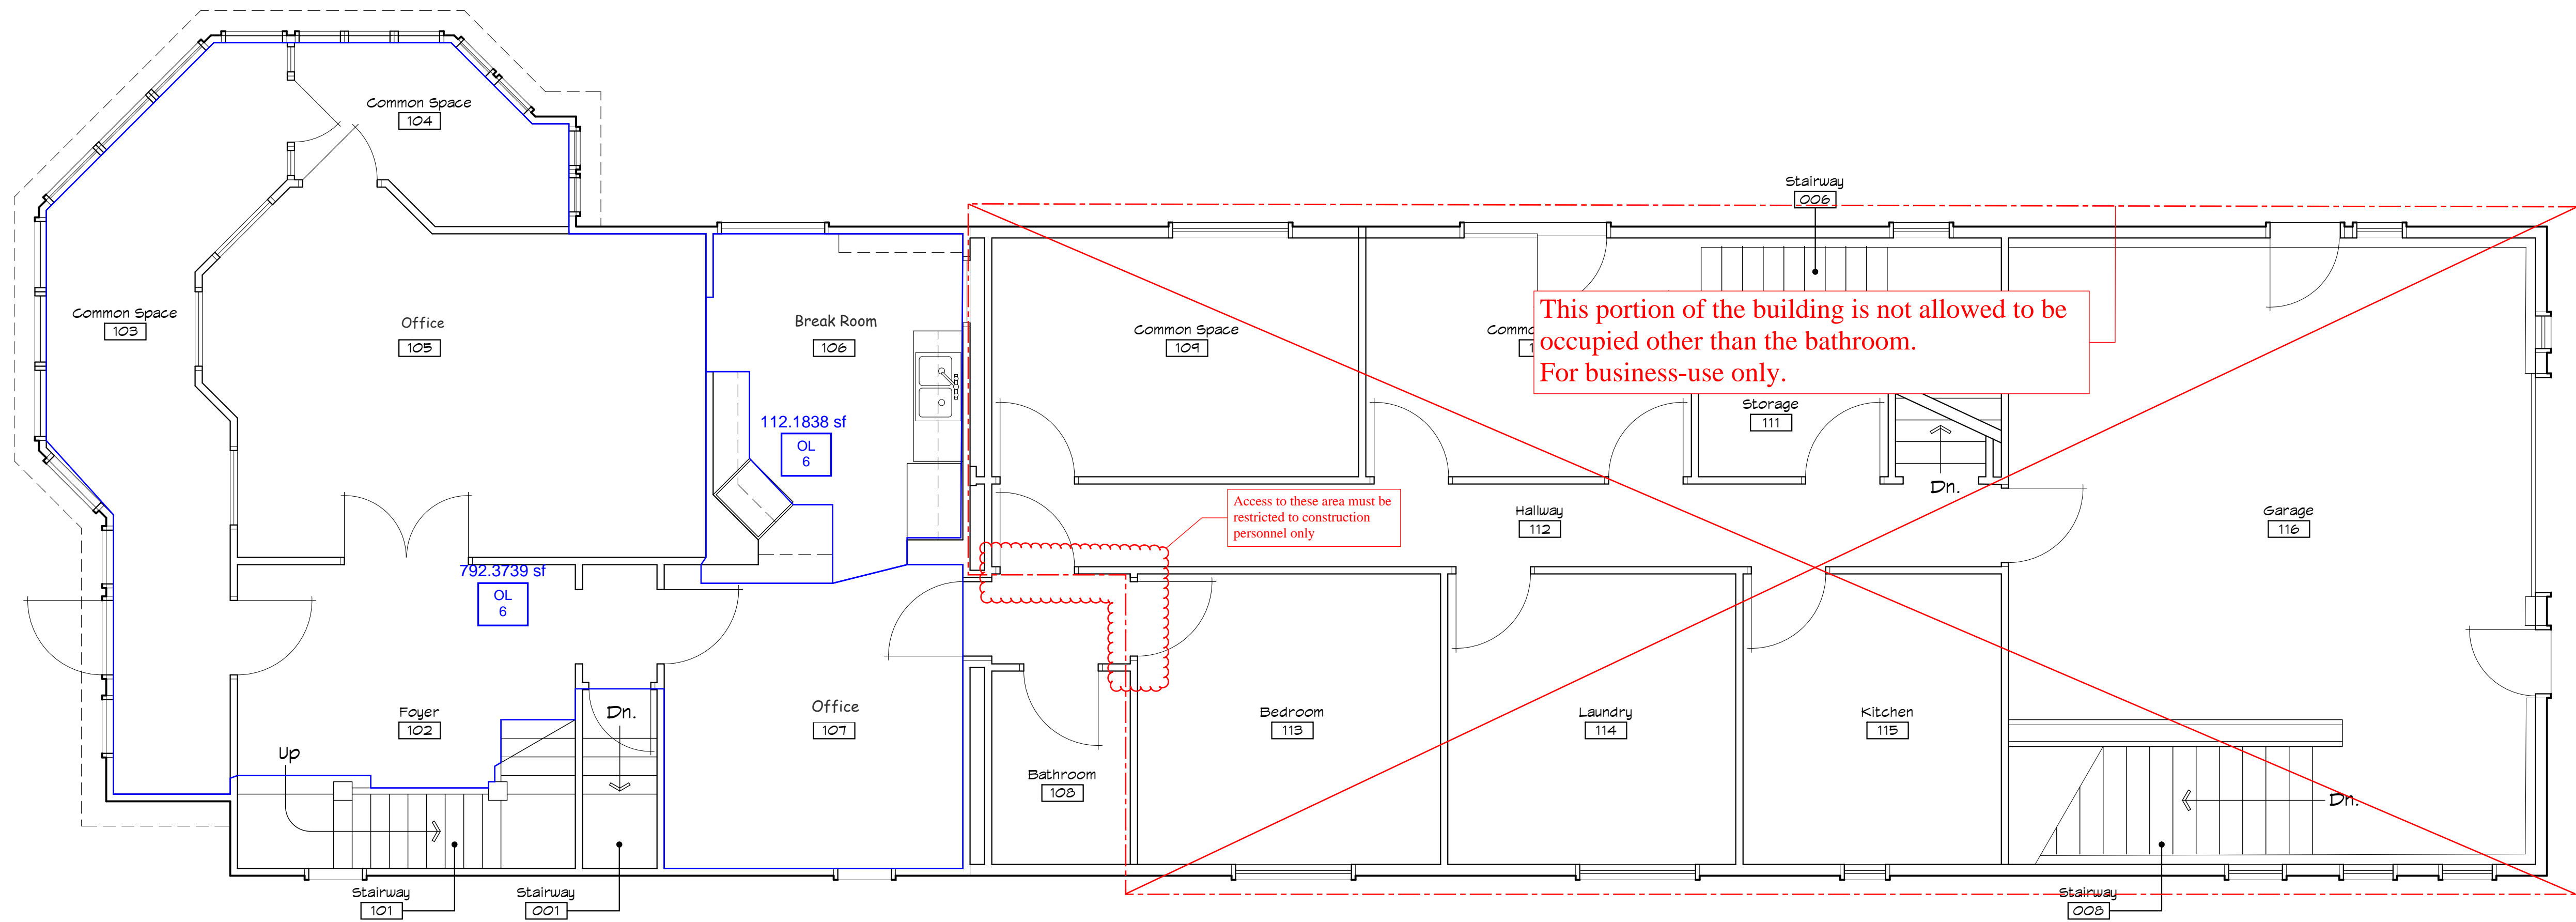 Common Space
104
Stairway
006
Common Space
103
Office
105
Break Room
106
Common Space
109
This portion of the building is not allowed to be
occupied other than the bathroom.
For business-use only.
112.1838 sf
OL
6
Storage
111
Dn.
Access to these area must be
restricted to construction
personnel only
Hallway
112
Garage
116
792.3739 sf
OL
6
Foyer
102
Up
Dn.
Office
107
Bathroom
108
Bedroom
113
Laundry
114
Kitchen
115
Dn.
Stairway
101
Stairway
001
Stairway
008